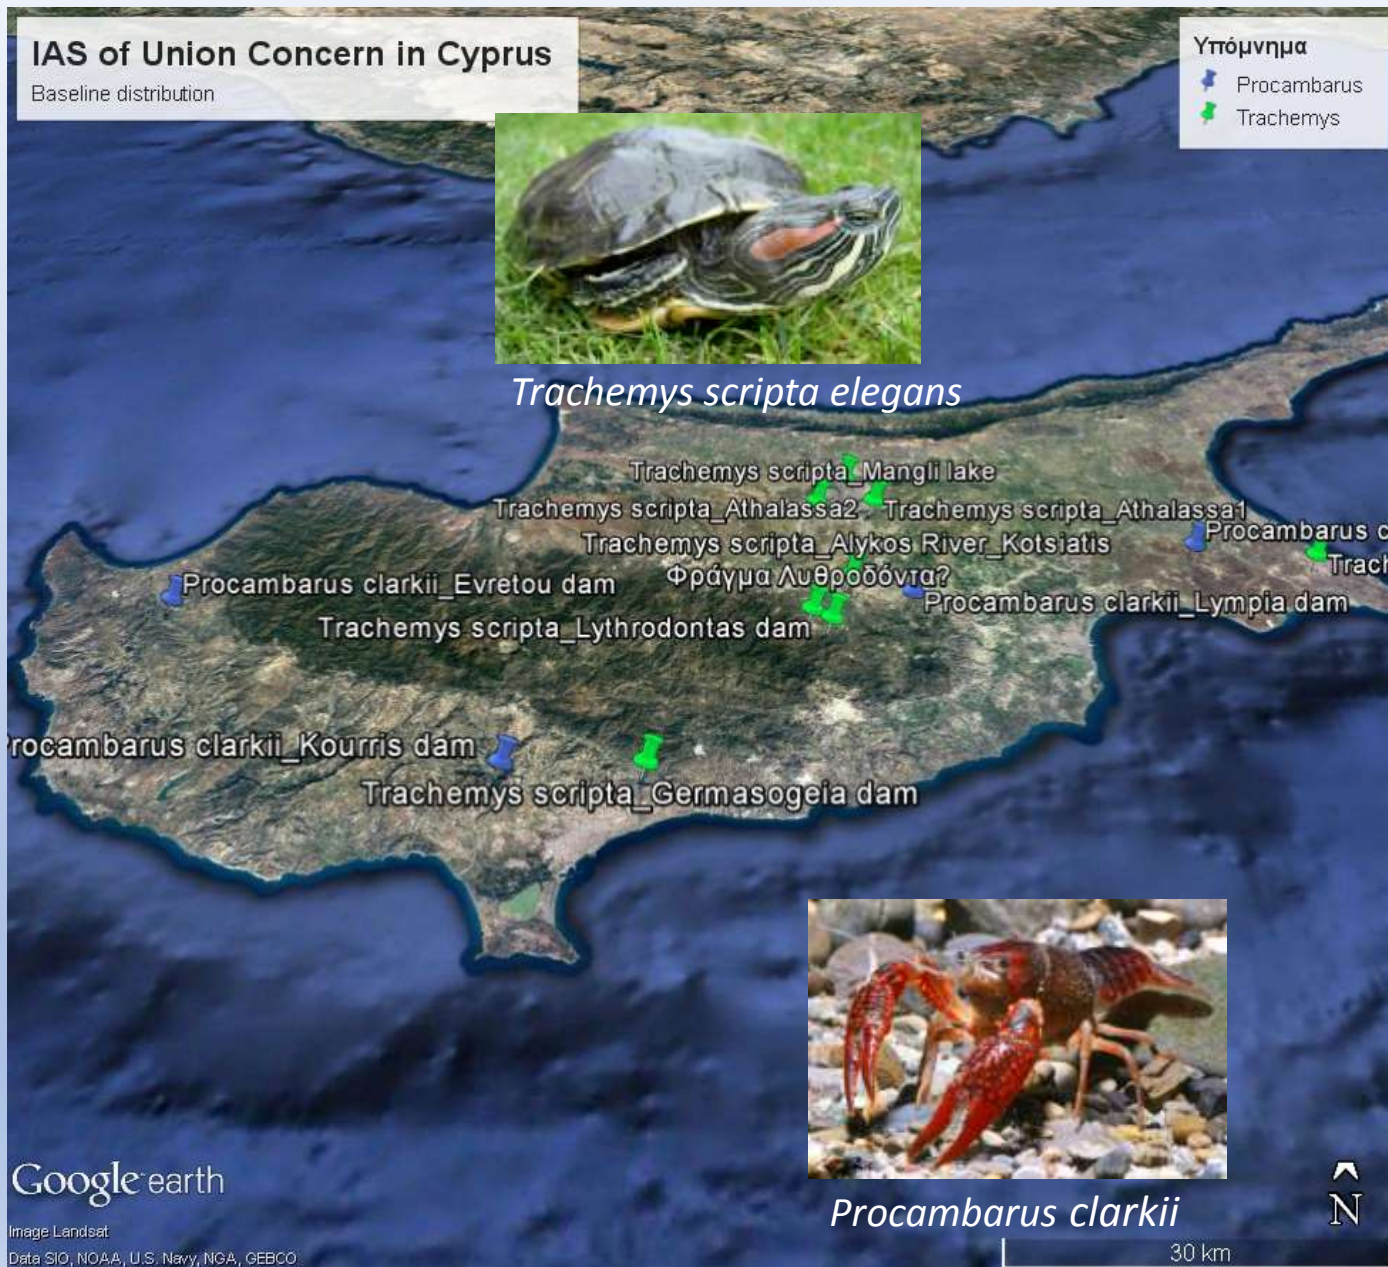 IAS of Union Concern in Cyprus
Baseline distribution
Υπόμνημα
Procambarus
Trachemys
Trachemys scripta elegans
Trachemys scripta_Mangli lake
Trachemys scripta_Athalassa2
Trachemys scripta_Athalassa1
Trachemys scripta_Alykos River_Kotsiatis
Procambarus c
Trach
Φράγμα Λυθροδόντα?
Procambarus clarkii_Evretou dam
Procambarus clarkii_Lympia dam
Trachemys scripta_Lythrodontas dam
rocambarus clarkii_Kourris dam
Trachemys scripta_Germasogeia dam
Procambarus clarkii
Google earth
Image Landsat
Data SIO, NOAA, U.S. Navy, NGA, GEBCO
N
30 km